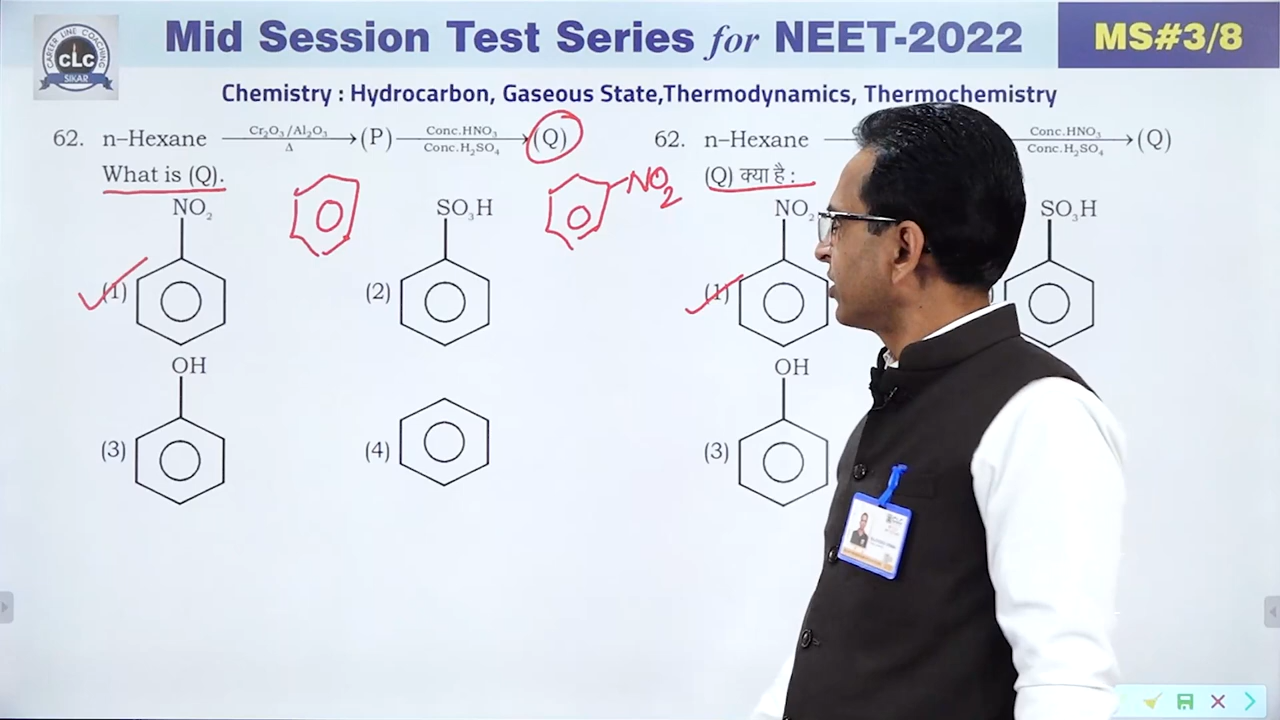 Mid Session Test Series for NEET-2022
MS#3/8
CAREER LINE COACHING
CLC
SIKAR
Chemistry : Hydrocarbon, Gaseous State,Thermodynamics, Thermochemistry
62. n-Hexane Cr₂O₃/Al₂O₃ Δ (P) Conc.HNO₃ Conc.H₂SO₄ (Q)
What is (Q).
NO₂
(1)
SO₃H
(2)
NO₂
OH
(3)
(4)
62. n–Hexane Conc.HNO₃ Conc.H₂SO₄ (Q)
(Q) क्या है :
NO₂
(1)
SO₃H
OH
(3)